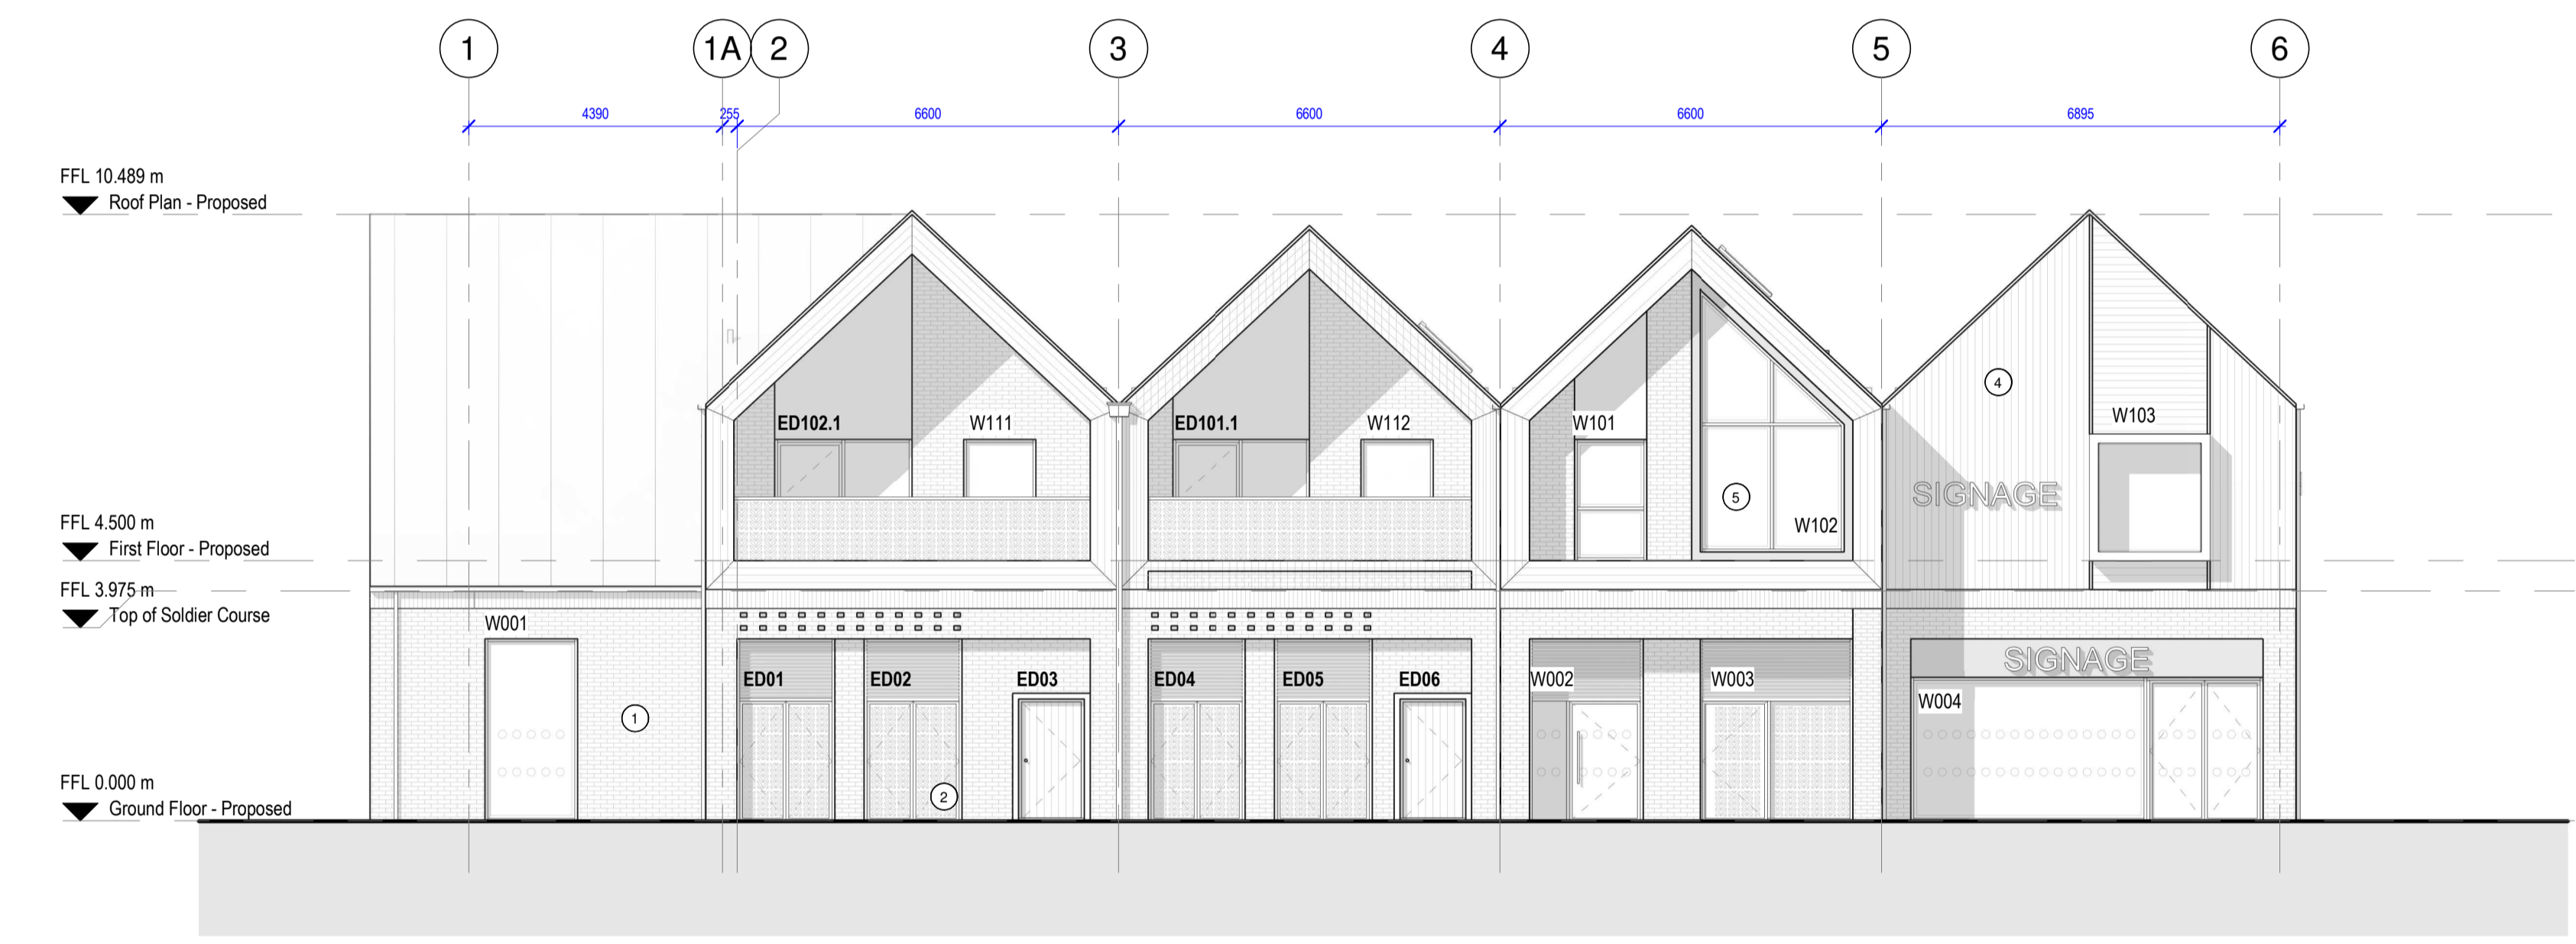 1 1A 2 3 4 5 6
4390 255 6600 6600 6600 6895
FFL 10.489 m
Roof Plan - Proposed
4
ED102.1 W111 ED101.1 W112 W101 W103
5
SIGNAGE
W102
FFL 4.500 m
First Floor - Proposed
FFL 3.975 m
Top of Soldier Course
W001
SIGNAGE
ED01 ED02 ED03 ED04 ED05 ED06 W002 W003
W004
1
FFL 0.000 m
2
Ground Floor - Proposed